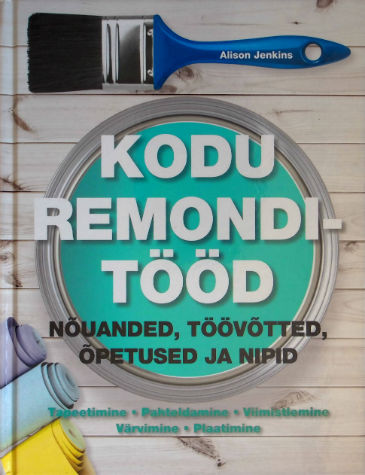 Alison Jenkins
KODU
REMONDI-
TÖÖD
NÕUANDED, TÖÖVÕTTED,
ÕPETUSED JA NIPID
Tapeetimine • Pahteldamine • Viimistlemine
Värvimine • Plaatimine